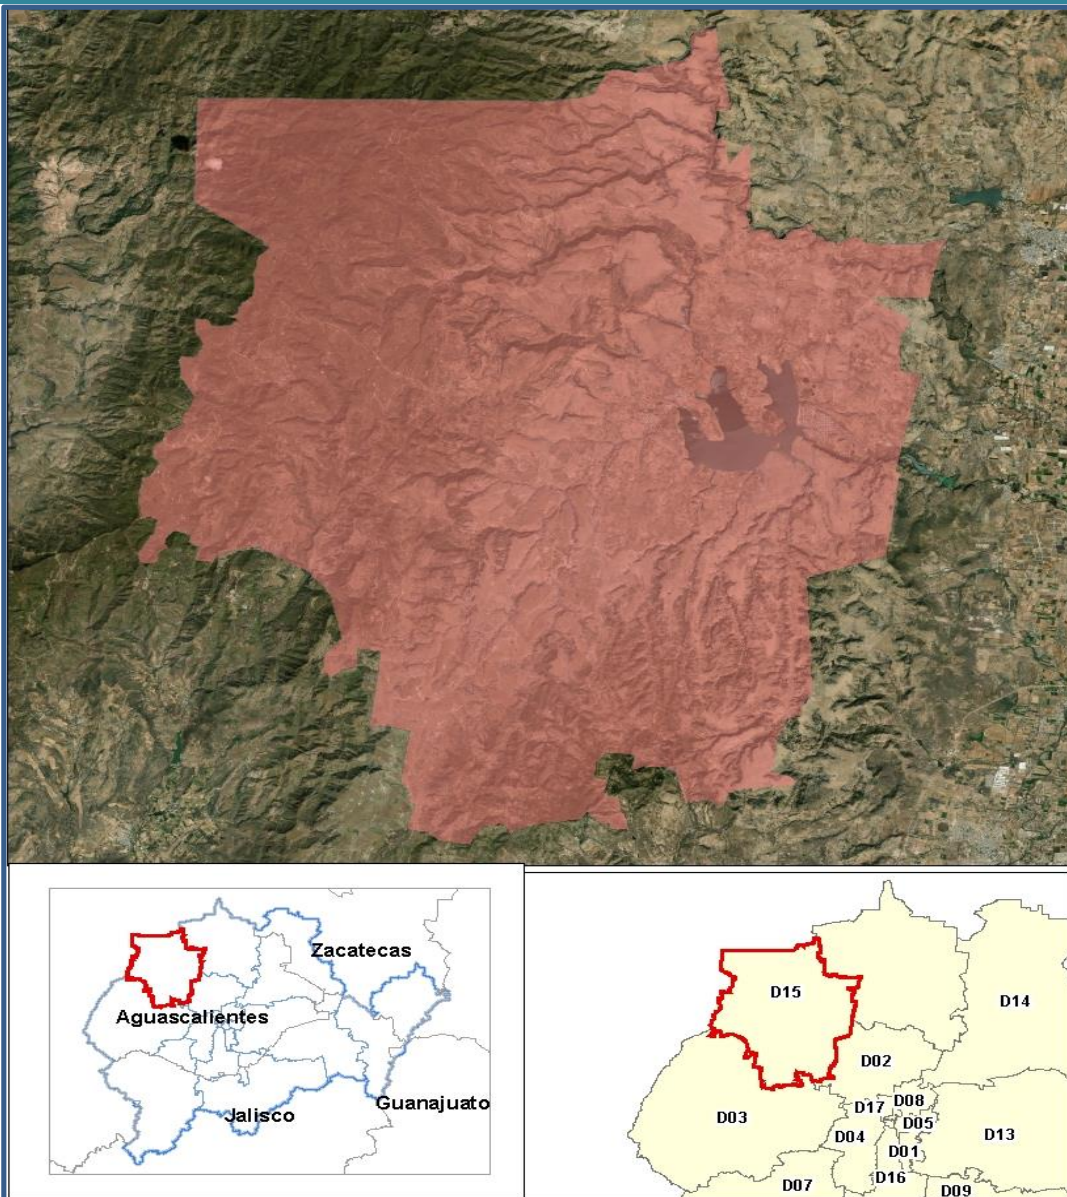 Zacatecas
Aguascalientes
Jalisco
Guanajuato
D15
D14
D02
D08
D17
D03
D05
D04
D13
D01
D16
D07
D09